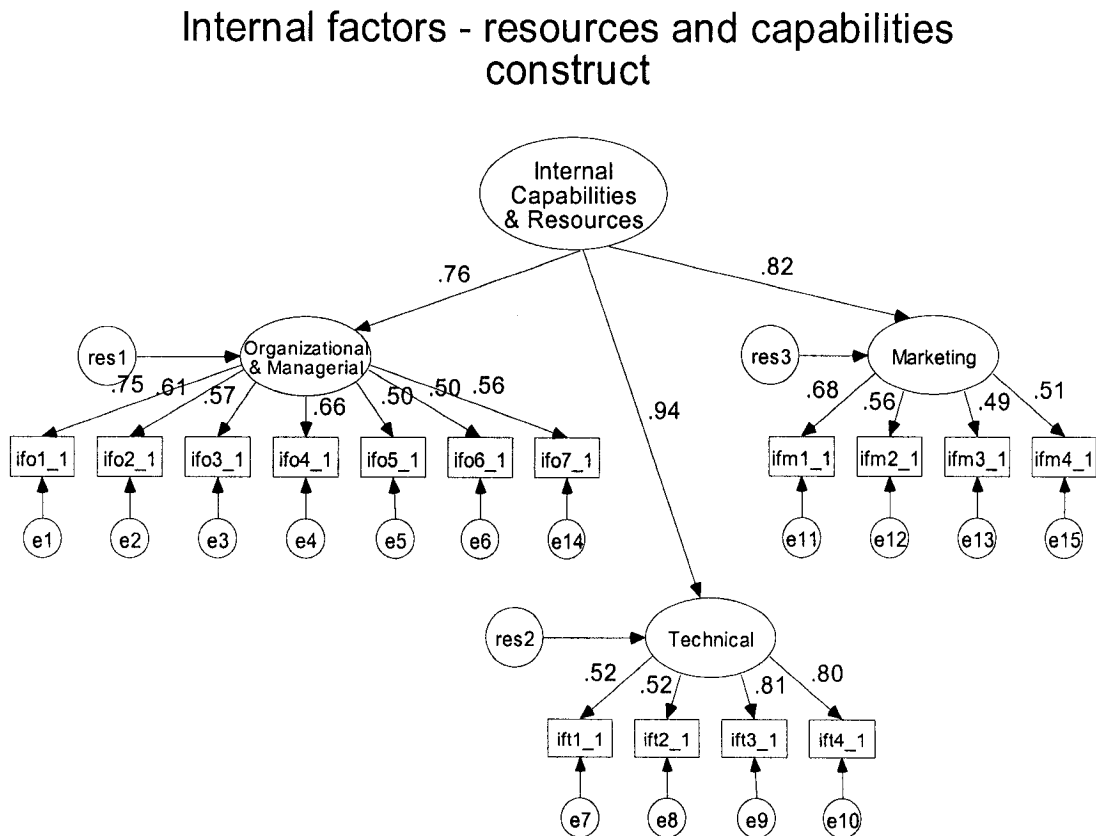 Internal factors - resources and capabilities
construct
Internal
Capabilities
& Resources
.76
.82
res1
Organizational
& Managerial
res3
Marketing
.75
.61
.57
.66
.50
.50
.56
.94
.68
.56
.49
.51
ifo1_1
ifo2_1
ifo3_1
ifo4_1
ifo5_1
ifo6_1
ifo7_1
ifm1_1
ifm2_1
ifm3_1
ifm4_1
e1
e2
e3
e4
e5
e6
e14
e11
e12
e13
e15
res2
Technical
.52
.52
.81
.80
ift1_1
ift2_1
ift3_1
ift4_1
e7
e8
e9
e10